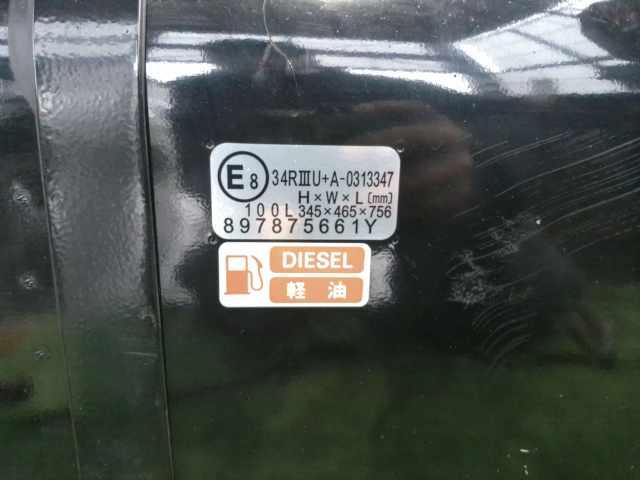 E8 34RⅢU+A-0313347
H×W×L(mm)
100L 345×465×756
897875661Y
DIESEL
軽油